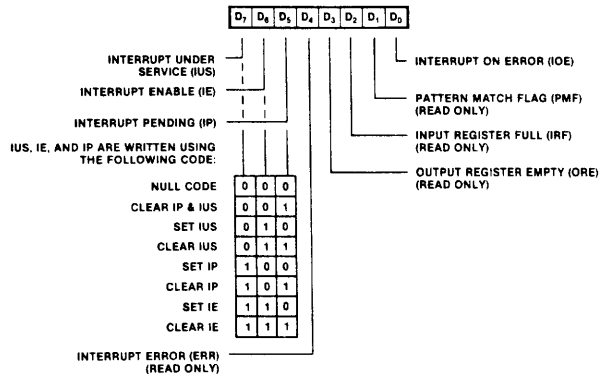 D7 D6 D5 D4 D3 D2 D1 D0
INTERRUPT UNDER
SERVICE (IUS)
INTERRUPT ENABLE (IE)
INTERRUPT PENDING (IP)
IUS, IE, AND IP ARE WRITTEN USING
THE FOLLOWING CODE:
NULL CODE 0 0 0
CLEAR IP & IUS 0 0 1
SET IUS 0 1 0
CLEAR IUS 0 1 1
SET IP 1 0 0
CLEAR IP 1 0 1
SET IE 1 1 0
CLEAR IE 1 1 1
INTERRUPT ERROR (ERR)
(READ ONLY)
INTERRUPT ON ERROR (IOE)
PATTERN MATCH FLAG (PMF)
(READ ONLY)
INPUT REGISTER FULL (IRF)
(READ ONLY)
OUTPUT REGISTER EMPTY (ORE)
(READ ONLY)